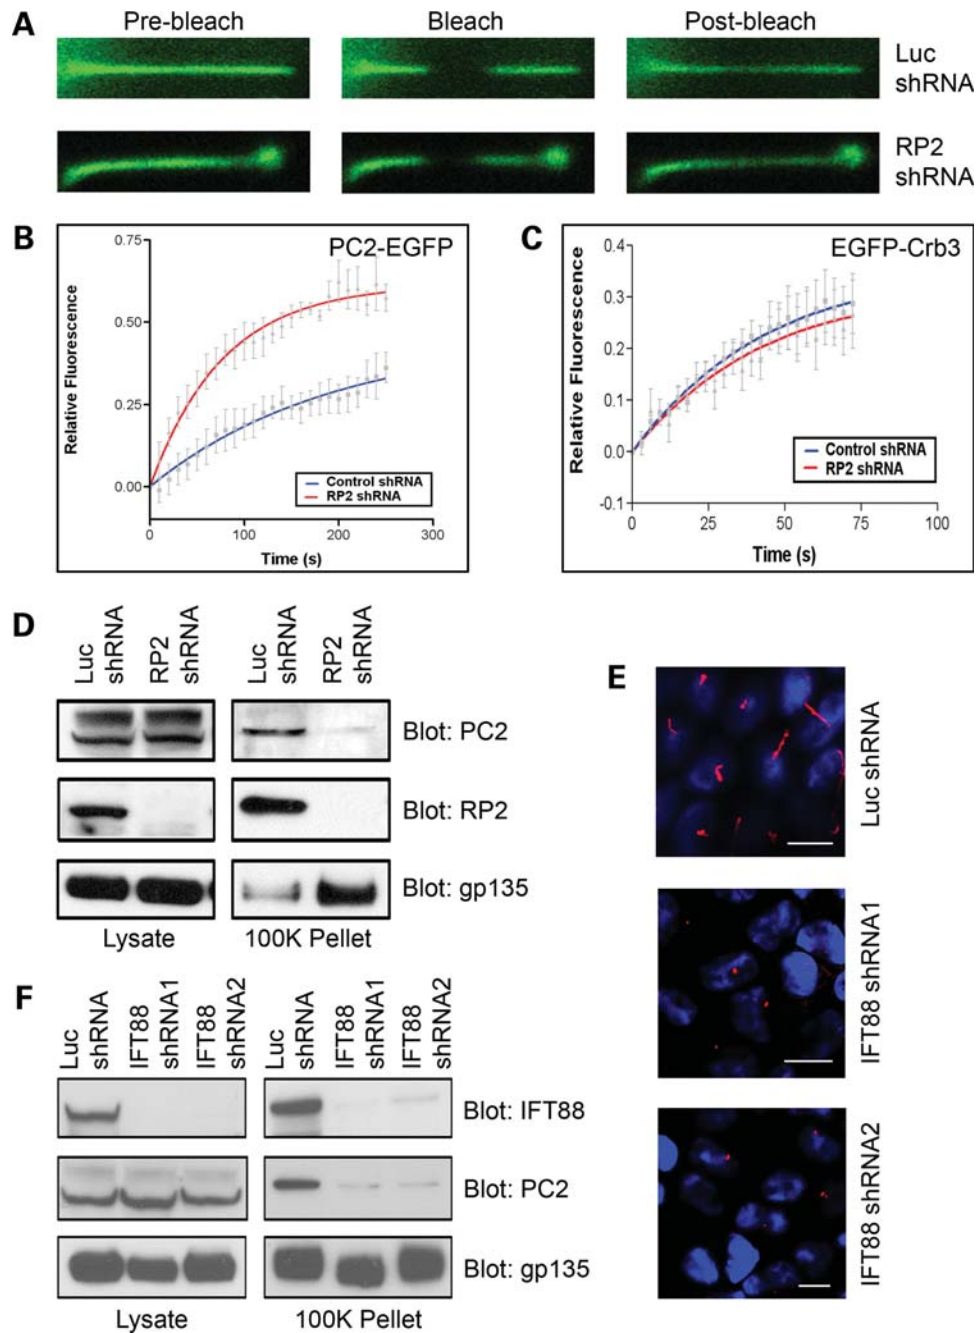 A
Pre-bleach
Bleach
Post-bleach
Luc
shRNA
RP2
shRNA
B
PC2-EGFP
0.75
0.50
0.25
0.00
Relative Fluorescence
Control shRNA
RP2 shRNA
0
100
200
300
Time (s)
C
EGFP-Crb3
0.4
0.3
0.2
0.1
0.0
-0.1
Relative Fluorescence
Control shRNA
RP2 shRNA
0
25
50
75
100
Time (s)
D
Luc
shRNA
RP2
shRNA
Luc
shRNA
RP2
shRNA
Blot: PC2
Blot: RP2
Blot: gp135
Lysate
100K Pellet
E
Luc shRNA
IFT88 shRNA1
IFT88 shRNA2
F
Luc
shRNA
IFT88
shRNA1
IFT88
shRNA2
Luc
shRNA
IFT88
shRNA1
IFT88
shRNA2
Blot: IFT88
Blot: PC2
Blot: gp135
Lysate
100K Pellet